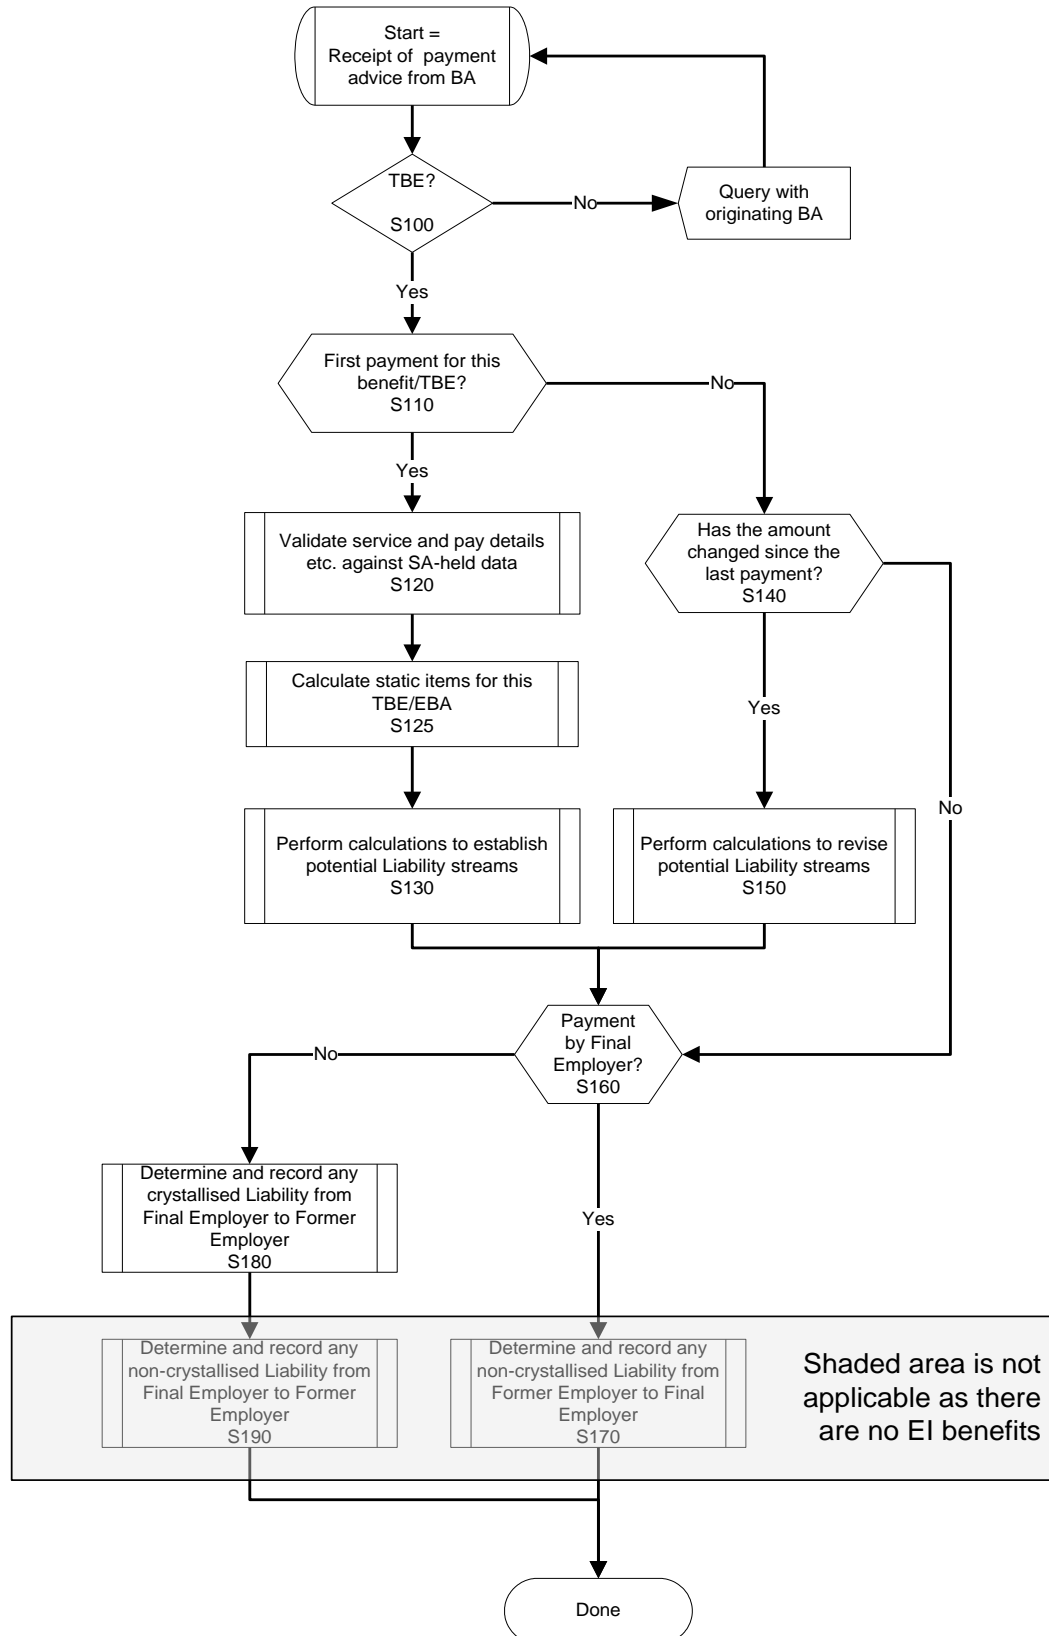 Start =
Receipt of payment
advice from BA
TBE?
S100
No
Query with
originating BA
Yes
First payment for this
benefit/TBE?
S110
No
Yes
Validate service and pay details
etc. against SA-held data
S120
Has the amount
changed since the
last payment?
S140
Calculate static items for this
TBE/EBA
S125
Yes
No
Perform calculations to establish
potential Liability streams
S130
Perform calculations to revise
potential Liability streams
S150
Payment
by Final
Employer?
S160
No
Determine and record any
crystallised Liability from
Final Employer to Former
Employer
S180
Yes
Determine and record any
non-crystallised Liability from
Final Employer to Former
Employer
S190
Determine and record any
non-crystallised Liability from
Former Employer to Final
Employer
S170
Shaded area is not
applicable as there
are no EI benefits
Done